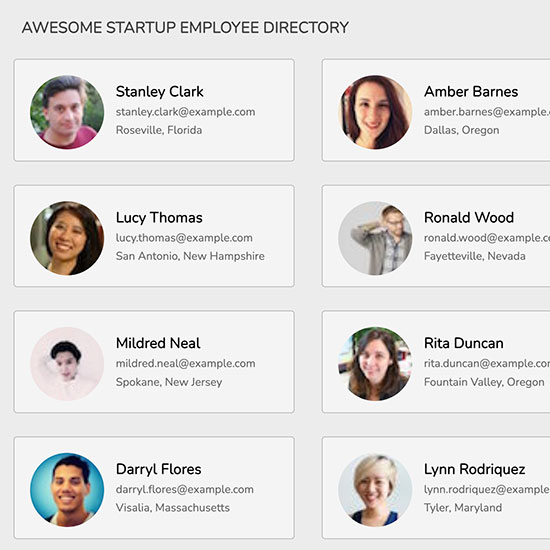 AWESOME STARTUP EMPLOYEE DIRECTORY
Stanley Clark
stanley.clark@example.com
Roseville, Florida
Amber Barnes
amber.barnes@example.
Dallas, Oregon
Lucy Thomas
lucy.thomas@example.com
San Antonio, New Hampshire
Ronald Wood
ronald.wood@example.co
Fayetteville, Nevada
Mildred Neal
mildred.neal@example.com
Spokane, New Jersey
Rita Duncan
rita.duncan@example.com
Fountain Valley, Oregon
Darryl Flores
darryl.flores@example.com
Visalia, Massachusetts
Lynn Rodriquez
lynn.rodriquez@example
Tyler, Maryland